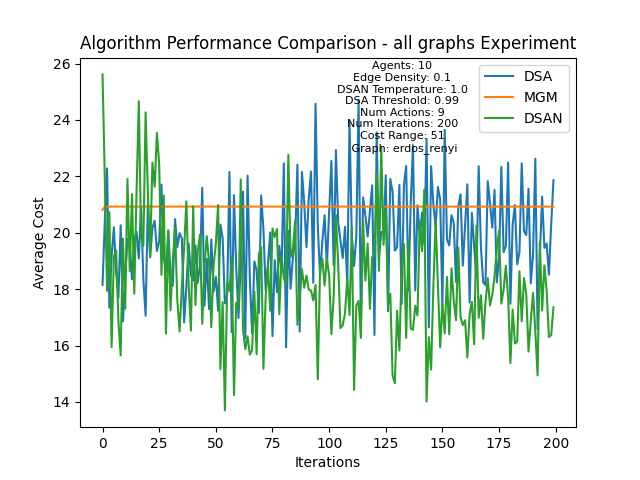 Algorithm Performance Comparison - all graphs Experiment
Agents: 10
Edge Density: 0.1
DSAN Temperature: 1.0
DSA Threshold: 0.99
Num Actions: 9
Num Iterations: 200
Cost Range: 51
Graph: erdos_renyi
DSA
MGM
DSAN
Average Cost
26
24
22
20
18
16
14
0
25
50
75
100
125
150
175
200
Iterations